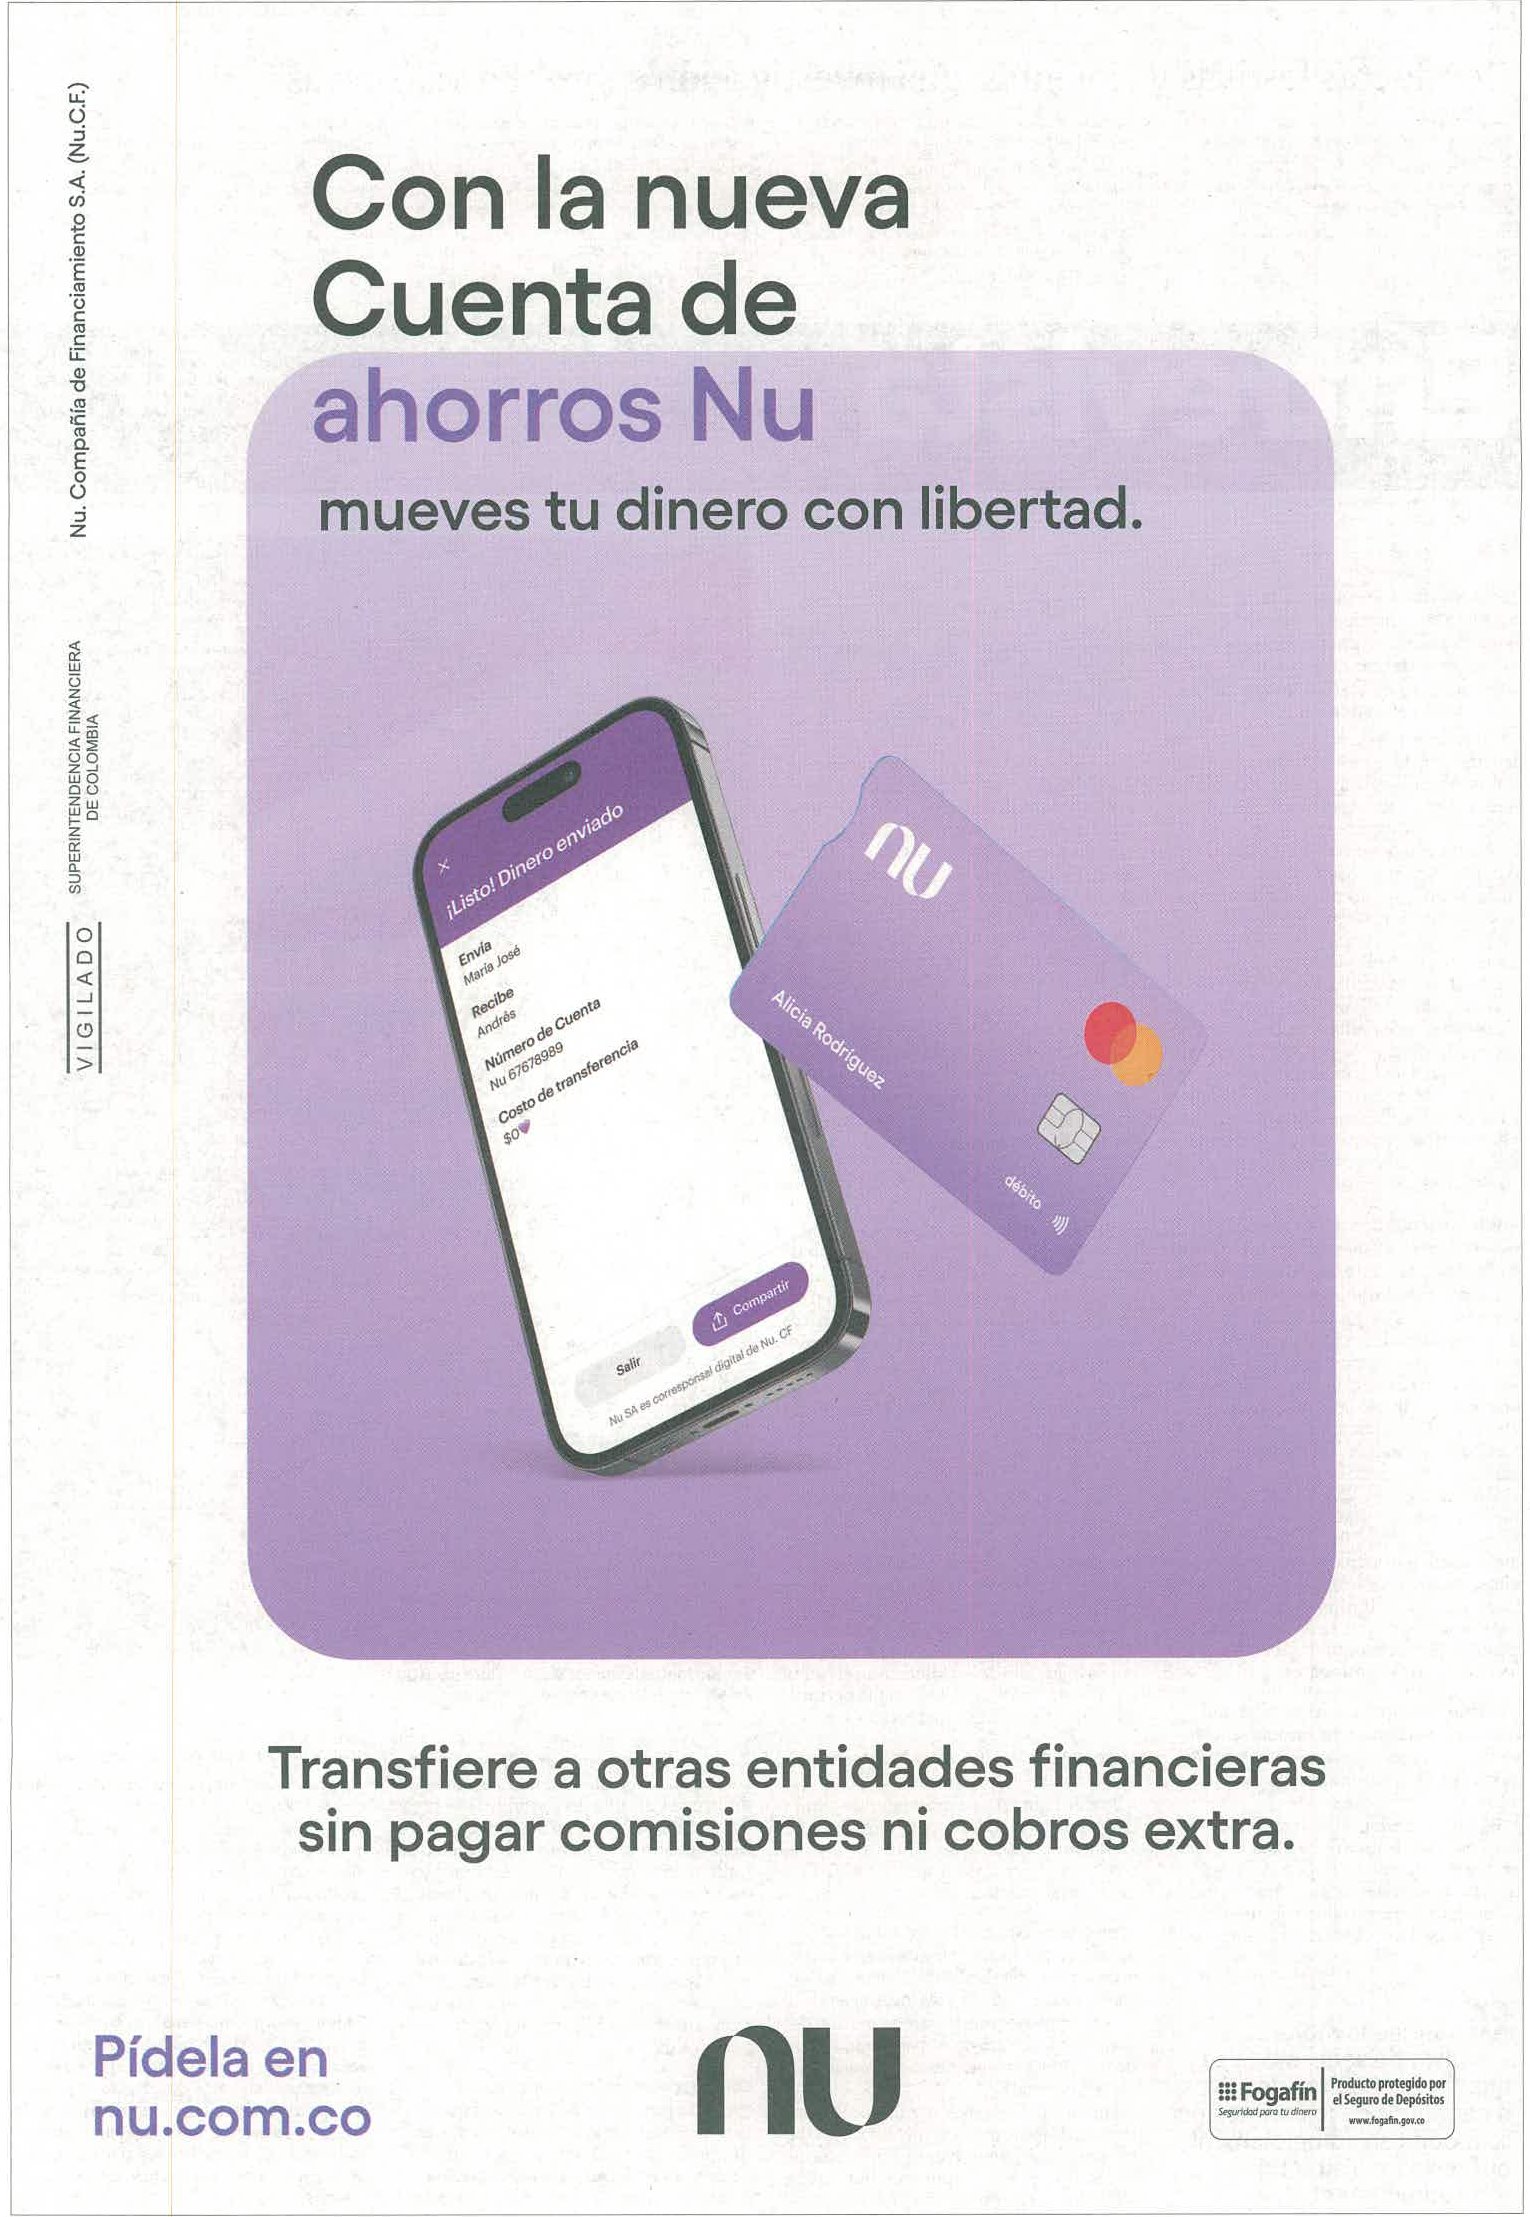 Nu. Compañía de Financiamiento S.A. (Nu.C.F.)
SUPERINTENDENCIA FINANCIERA
DE COLOMBIA
VIGILADO
Con la nueva
Cuenta de
ahorros Nu
mueves tu dinero con libertad.
¡Listo! Dinero enviado
Envía
María José
Recibe
Andrés
Número de Cuenta
Nu 67678989
Costo de transferencia
$0💜
Compartir
Salir
Nu SA es corresponsal digital de Nu. CF
nu
Alicia Rodríguez
débito
Transfiere a otras entidades financieras
sin pagar comisiones ni cobros extra.
Pídela en
nu.com.co
nu
Fogafín
Seguridad para tu dinero
Producto protegido por
el Seguro de Depósitos
www.fogafin.gov.co